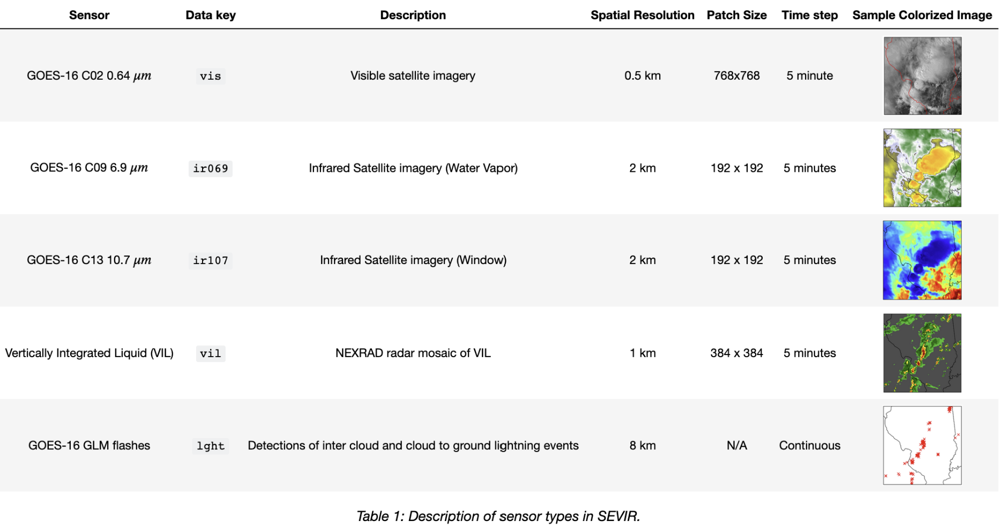 Sensor Data key Description Spatial Resolution Patch Size Time step Sample Colorized Image
GOES-16 C02 0.64 μm vis Visible satellite imagery 0.5 km 768x768 5 minute
GOES-16 C09 6.9 μm ir069 Infrared Satellite imagery (Water Vapor) 2 km 192 x 192 5 minutes
GOES-16 C13 10.7 μm ir107 Infrared Satellite imagery (Window) 2 km 192 x 192 5 minutes
Vertically Integrated Liquid (VIL) vil NEXRAD radar mosaic of VIL 1 km 384 x 384 5 minutes
GOES-16 GLM flashes lght Detections of inter cloud and cloud to ground lightning events 8 km N/A Continuous
Table 1: Description of sensor types in SEVIR.